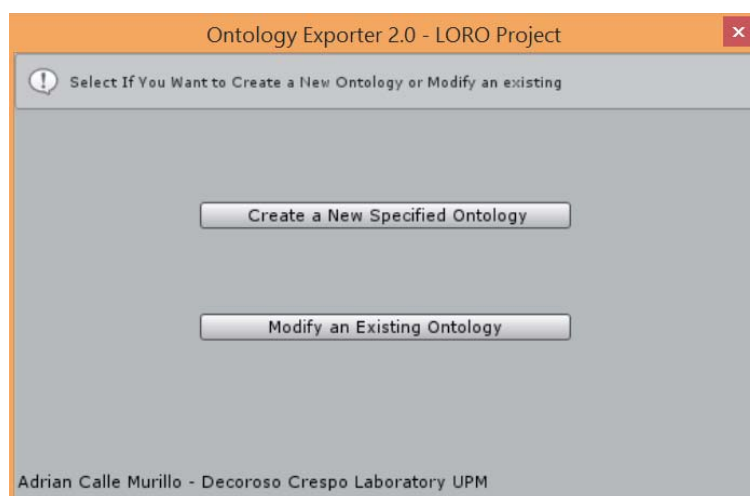 Ontology Exporter 2.0 - LORO Project
x
Select If You Want to Create a New Ontology or Modify an existing
Create a New Specified Ontology
Modify an Existing Ontology
Adrian Calle Murillo - Decoroso Crespo Laboratory UPM